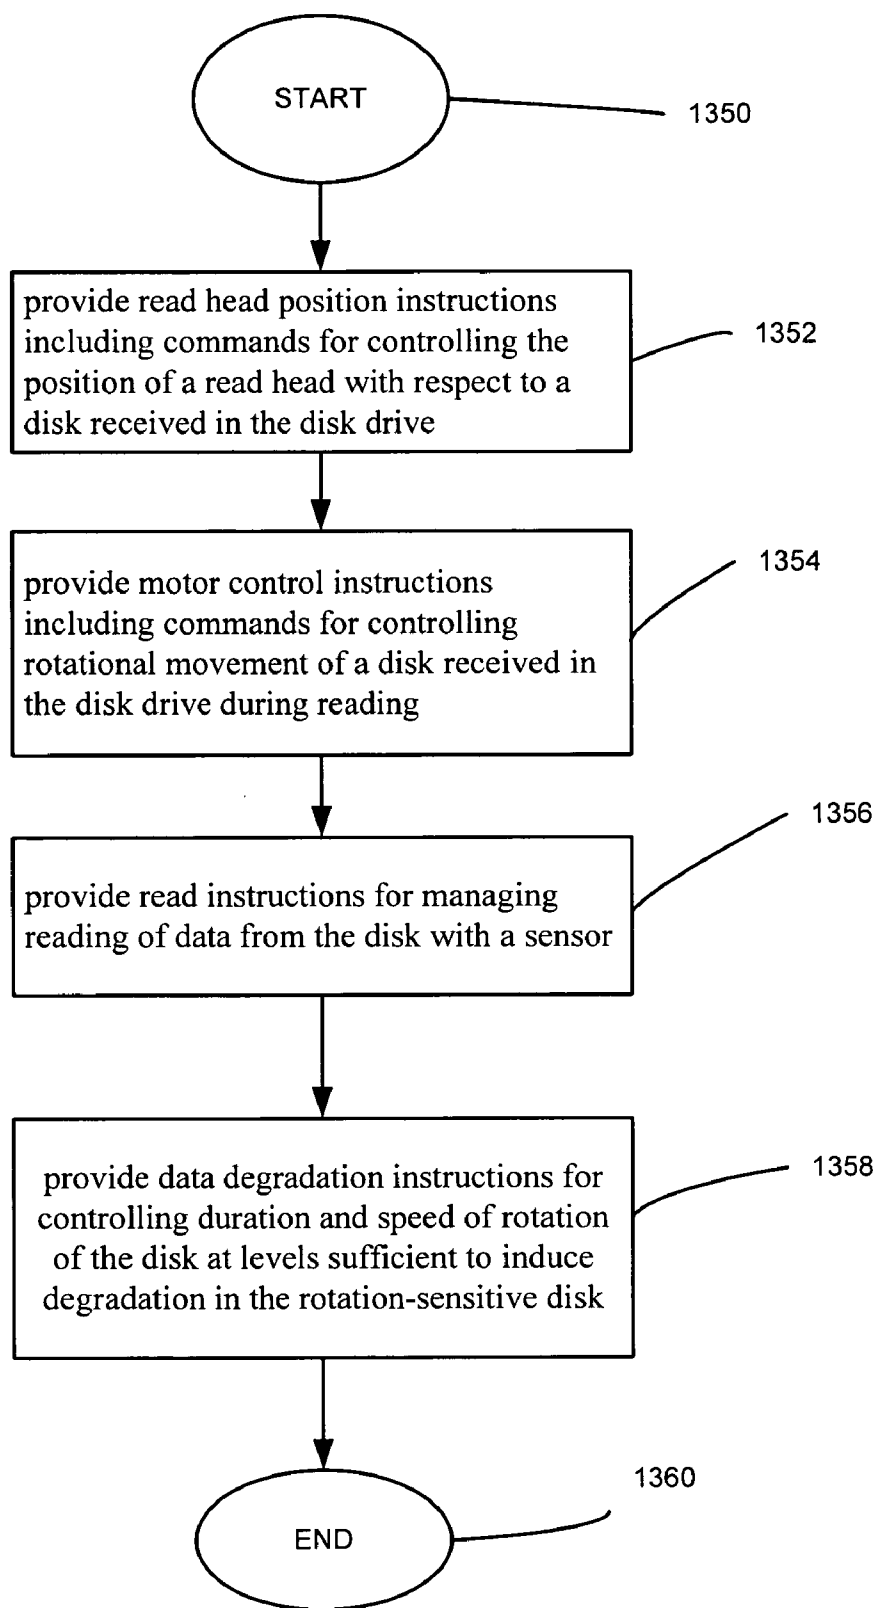 START
1350
provide read head position instructions
including commands for controlling the
position of a read head with respect to a
disk received in the disk drive
1352
provide motor control instructions
including commands for controlling
rotational movement of a disk received in
the disk drive during reading
1354
provide read instructions for managing
reading of data from the disk with a sensor
1356
provide data degradation instructions for
controlling duration and speed of rotation
of the disk at levels sufficient to induce
degradation in the rotation-sensitive disk
1358
END
1360